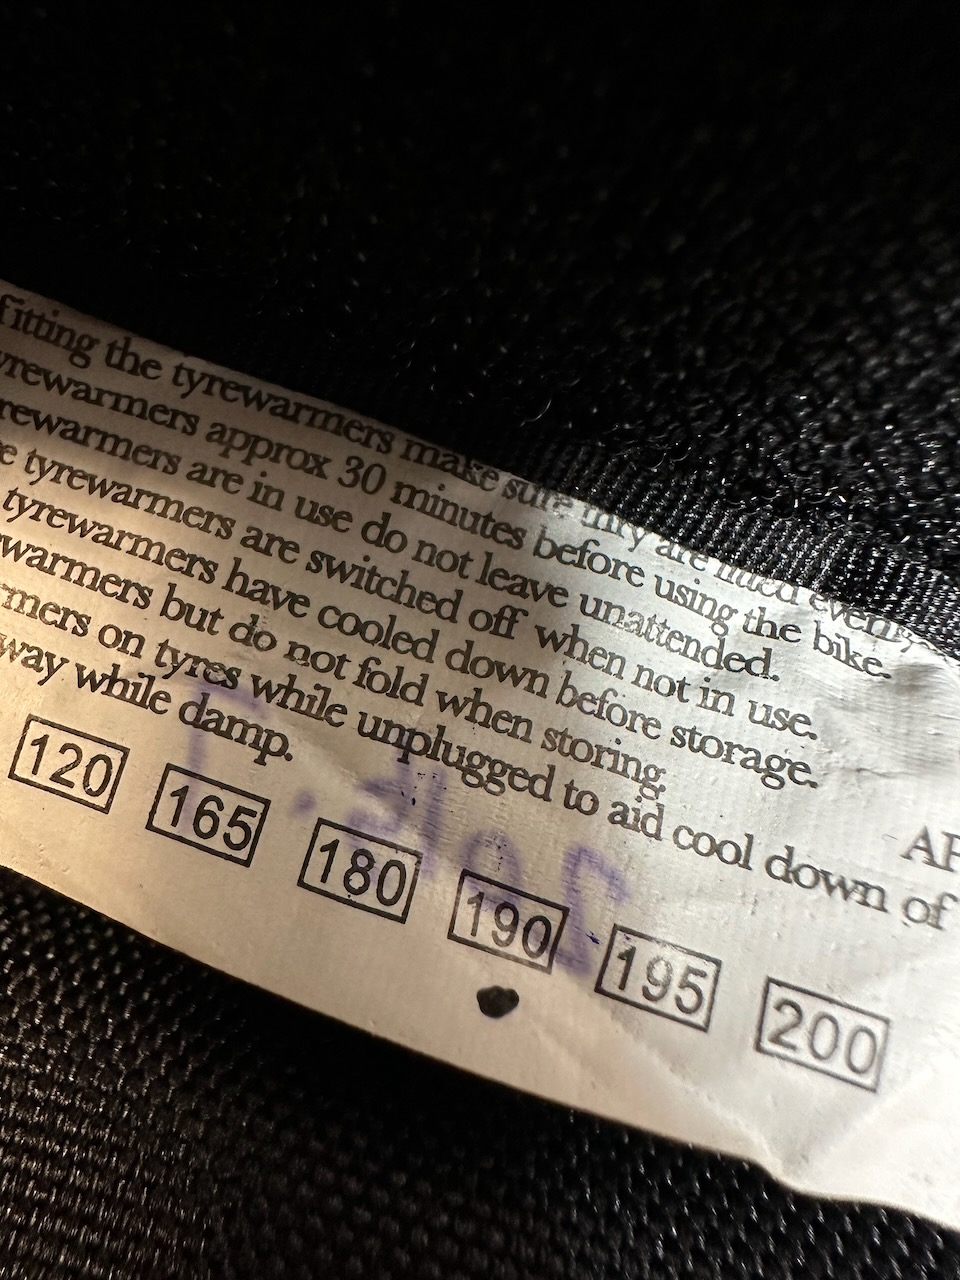 fitting the tyrewarmers make sure they are fitted evenly
yrewarmers approx 30 minutes before using the bike.
rewarmers are in use do not leave unattended.
e tyrewarmers are switched off when not in use.
tyrewarmers have cooled down before storage.
warmers but do not fold when storing.
mers on tyres while unplugged to aid cool down of
way while damp.
AF
120 165 180 190 195 200